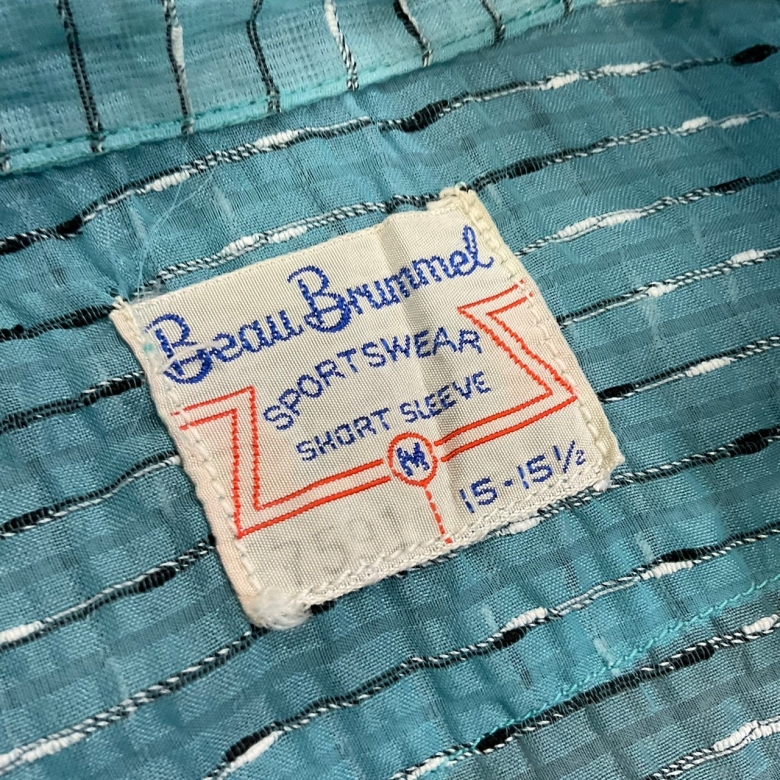 Beau Brummel
SPORTSWEAR
SHORT SLEEVE
M
15-15½